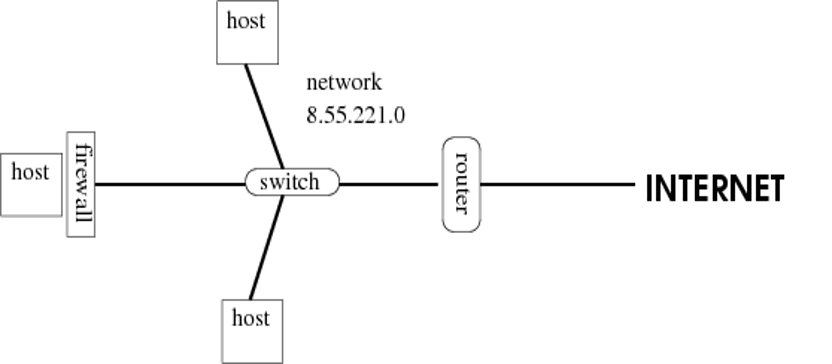 host
network
8.55.221.0
host
firewall
switch
router
INTERNET
host